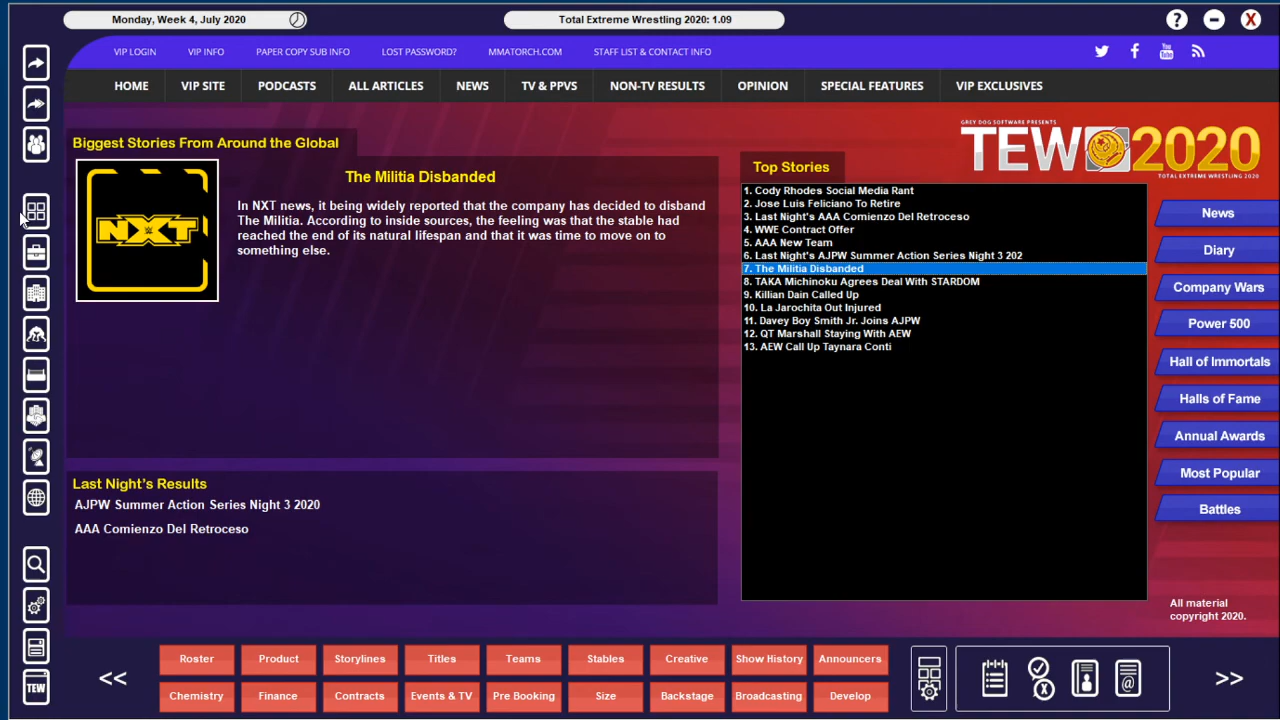 Monday, Week 4, July 2020
Total Extreme Wrestling 2020: 1.09
? X
VIP LOGIN VIP INFO PAPER COPY SUB INFO LOST PASSWORD? MMATORCH.COM STAFF LIST & CONTACT INFO
HOME VIP SITE PODCASTS ALL ARTICLES NEWS TV & PPVS NON-TV RESULTS OPINION SPECIAL FEATURES VIP EXCLUSIVES
GREY DOG SOFTWARE PRESENTS
TEW 2020
TOTAL EXTREME WRESTLING 2020
Biggest Stories From Around the Global
NXT
The Militia Disbanded
In NXT news, it being widely reported that the company has decided to disband
The Militia. According to inside sources, the feeling was that the stable had
reached the end of its natural lifespan and that it was time to move on to
something else.
Last Night's Results
AJPW Summer Action Series Night 3 2020
AAA Comienzo Del Retroceso
Top Stories
1. Cody Rhodes Social Media Rant
2. Jose Luis Feliciano To Retire
3. Last Night's AAA Comienzo Del Retroceso
4. WWE Contract Offer
5. AAA New Team
6. Last Night's AJPW Summer Action Series Night 3 202
7. The Militia Disbanded
8. TAKA Michinoku Agrees Deal With STARDOM
9. Killian Dain Called Up
10. La Jarochita Out Injured
11. Davey Boy Smith Jr. Joins AJPW
12. QT Marshall Staying With AEW
13. AEW Call Up Taynara Conti
News
Diary
Company Wars
Power 500
Hall of Immortals
Halls of Fame
Annual Awards
Most Popular
Battles
All material
copyright 2020.
TEW
<<
Roster Product Storylines Titles Teams Stables Creative Show History Announcers
Chemistry Finance Contracts Events & TV Pre Booking Size Backstage Broadcasting Develop
>>